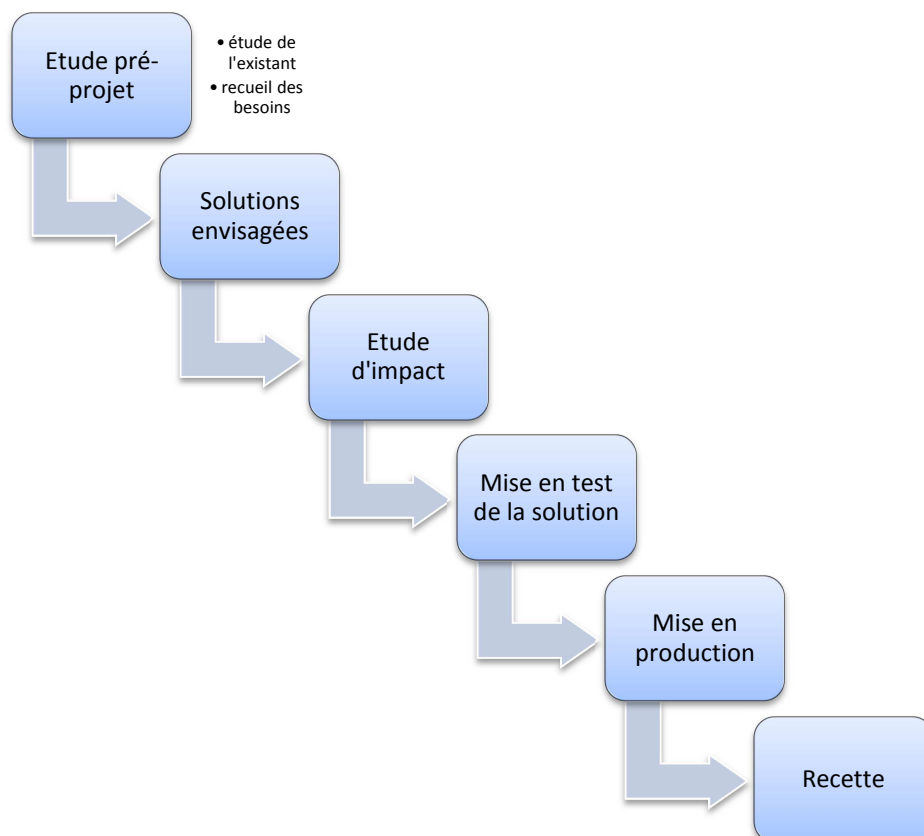 Etude pré-
projet
• étude de
l'existant
• recueil des
besoins
Solutions
envisagées
Etude
d'impact
Mise en test
de la solution
Mise en
production
Recette